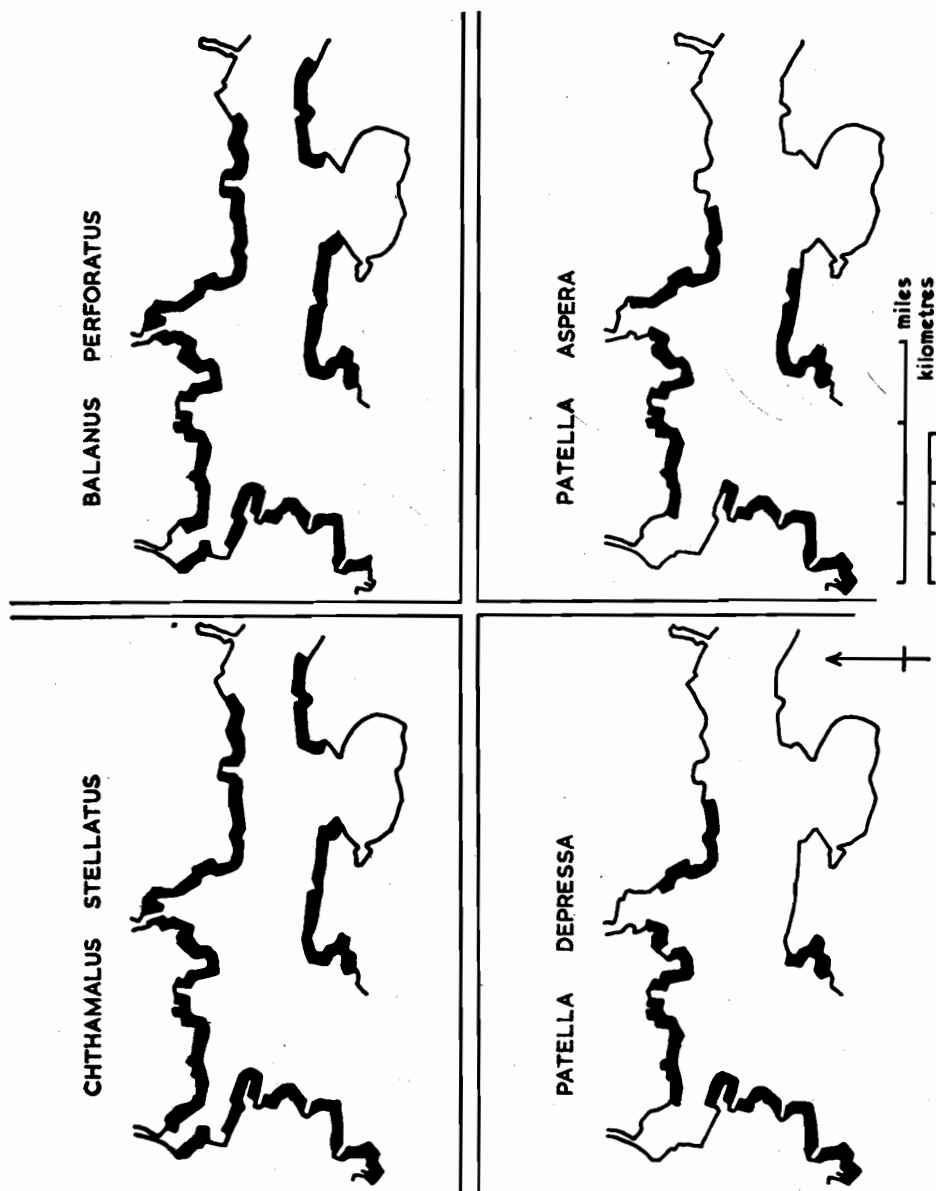 CHTHAMALUS STELLATUS
BALANUS PERFORATUS
PATELLA DEPRESSA
PATELLA ASPERA
miles
kilometres